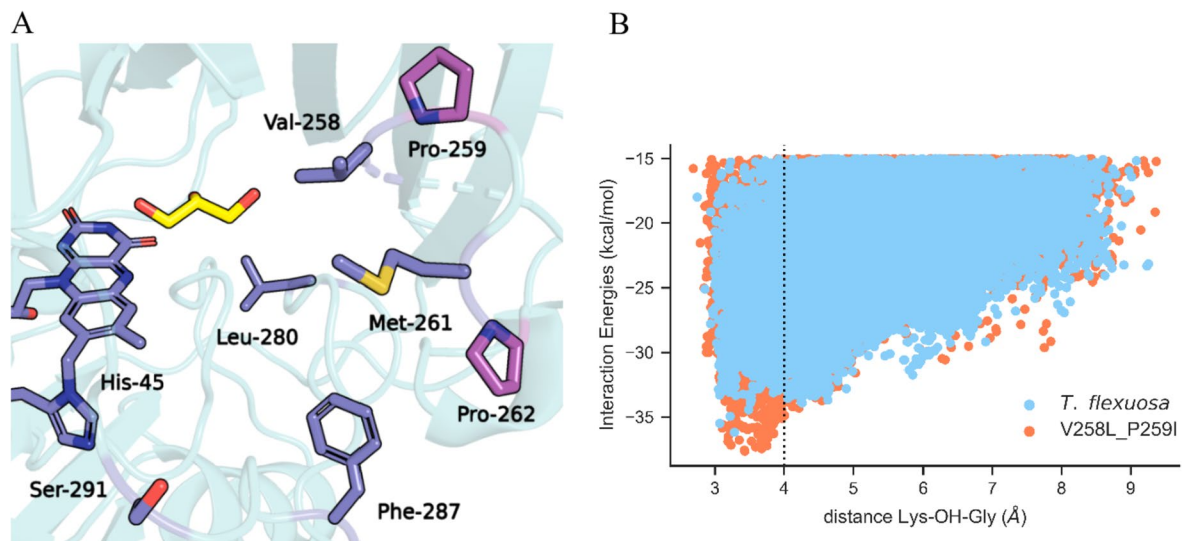 A
B
Val-258
Pro-259
Leu-280
Met-261
His-45
Pro-262
Ser-291
Phe-287
Interaction Energies (kcal/mol)
−15
−20
−25
−30
−35
T. flexuosa
V258L_P259I
3 4 5 6 7 8 9
distance Lys-OH-Gly (Å)